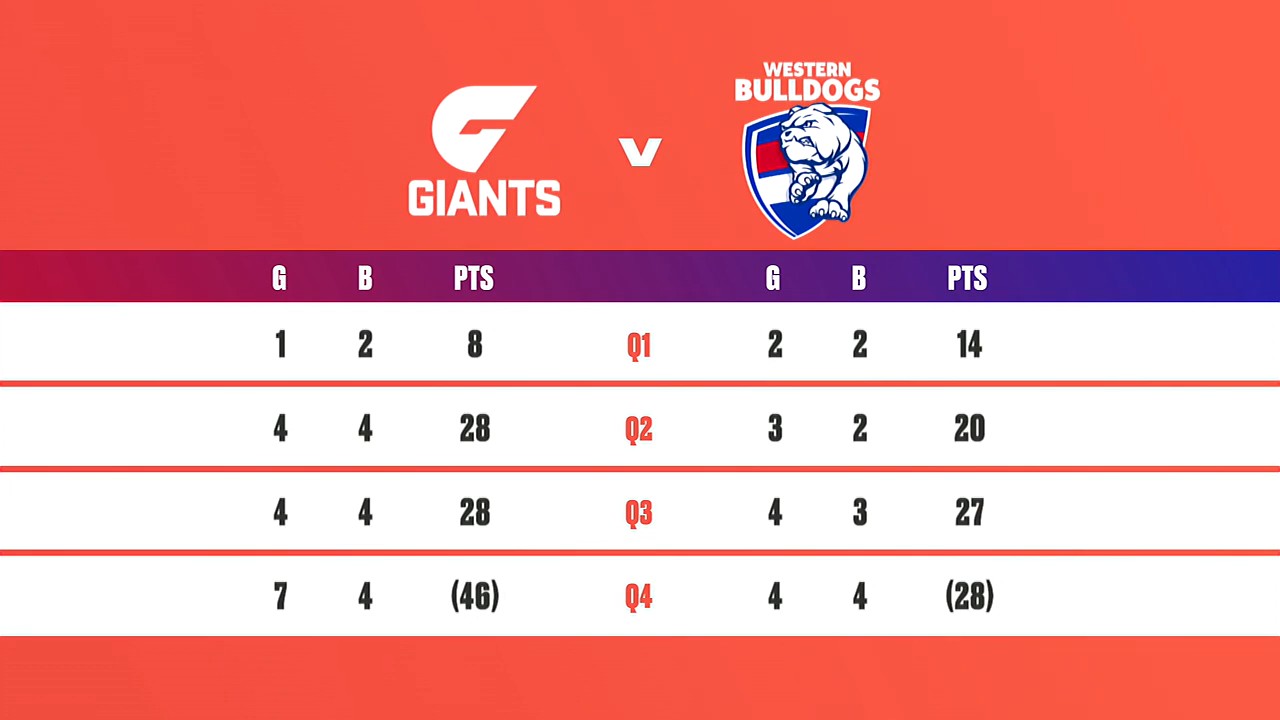 WESTERN
BULLDOGS
GIANTS
V
G B PTS G B PTS
1 2 8 Q1 2 2 14
4 4 28 Q2 3 2 20
4 4 28 Q3 4 3 27
7 4 (46) Q4 4 4 (28)